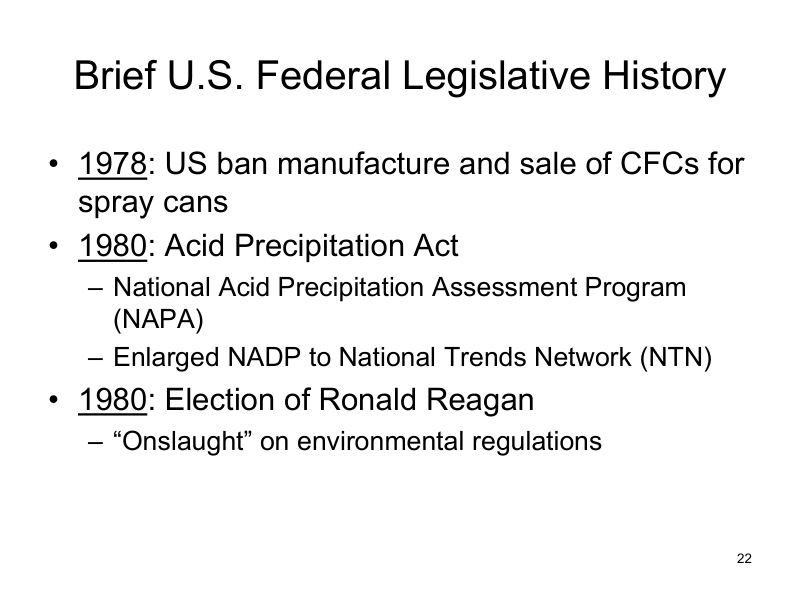 Brief U.S. Federal Legislative History
• 1978: US ban manufacture and sale of CFCs for
spray cans
• 1980: Acid Precipitation Act
– National Acid Precipitation Assessment Program
(NAPA)
– Enlarged NADP to National Trends Network (NTN)
• 1980: Election of Ronald Reagan
– “Onslaught” on environmental regulations
22